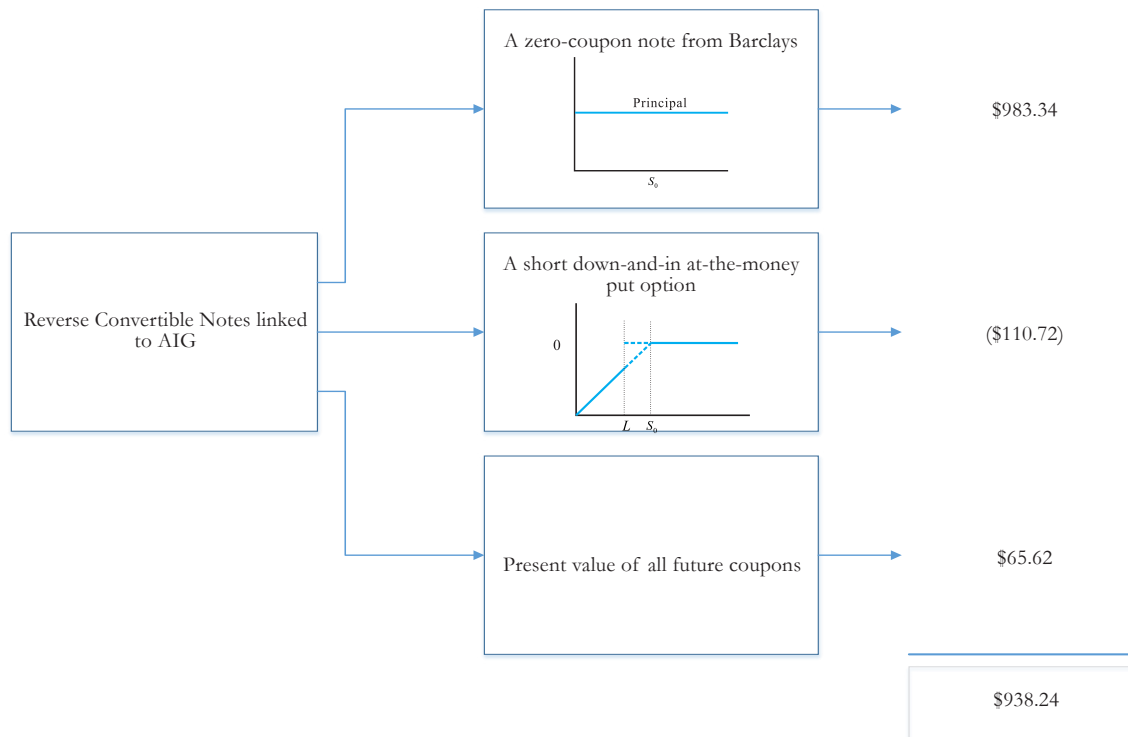 A zero-coupon note from Barclays
Principal
S₀
$983.34
Reverse Convertible Notes linked
to AIG
A short down-and-in at-the-money
put option
0
L S₀
($110.72)
Present value of all future coupons
$65.62
$938.24